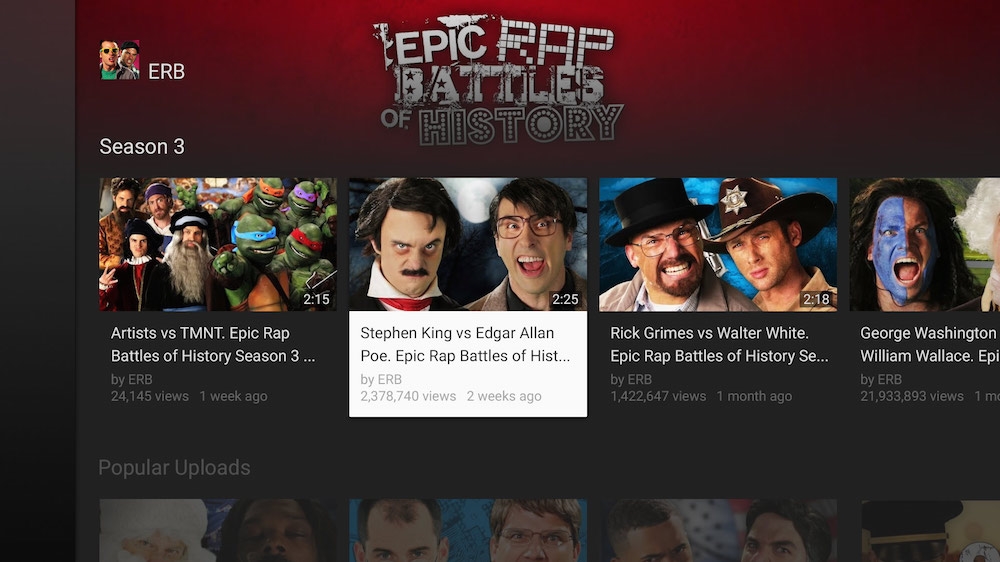 EPIC RAP
BATTLES
OF HISTORY
ERB
Season 3
2:15
2:25
2:18
Artists vs TMNT. Epic Rap
Battles of History Season 3 ...
by ERB
24,145 views 1 week ago
Stephen King vs Edgar Allan
Poe. Epic Rap Battles of Hist...
by ERB
2,378,740 views 2 weeks ago
Rick Grimes vs Walter White.
Epic Rap Battles of History Se...
by ERB
1,422,647 views 1 month ago
George Washington
William Wallace. Epi
by ERB
21,933,893 views 1 mo
Popular Uploads